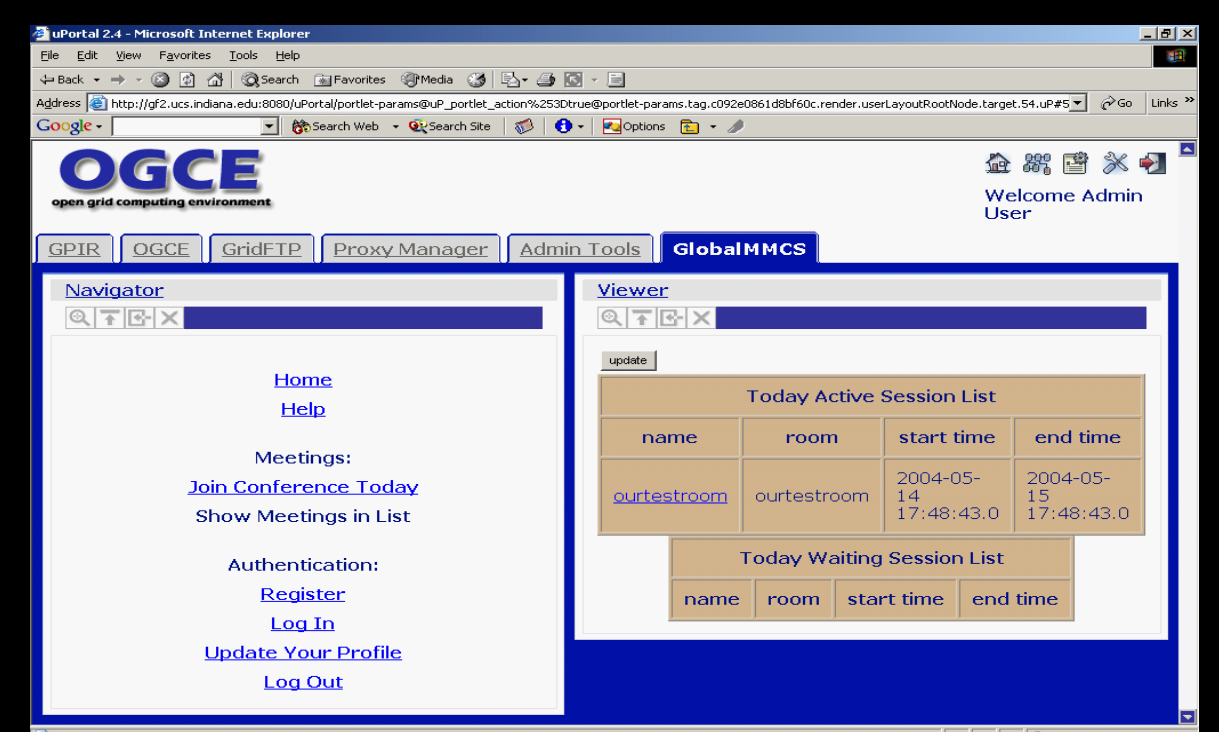 uPortal 2.4 - Microsoft Internet Explorer
File Edit View Favorites Tools Help
Back Search Favorites Media
Address http://gf2.ucs.indiana.edu:8080/uPortal/portlet-params@uP_portlet_action%253Dtrue@portlet-params.tag.c092e0861d8bf60c.render.userLayoutRootNode.target.54.uP#5 Go Links »
Google Search Web Search Site Options
OGCE
open grid computing environment
Welcome Admin
User
GPIR OGCE GridFTP Proxy Manager Admin Tools GlobalMMCS
Navigator
Home
Help
Meetings:
Join Conference Today
Show Meetings in List
Authentication:
Register
Log In
Update Your Profile
Log Out
Viewer
update
Today Active Session List
name room start time end time
ourtestroom ourtestroom 2004-05-14 17:48:43.0 2004-05-15 17:48:43.0
Today Waiting Session List
name room start time end time